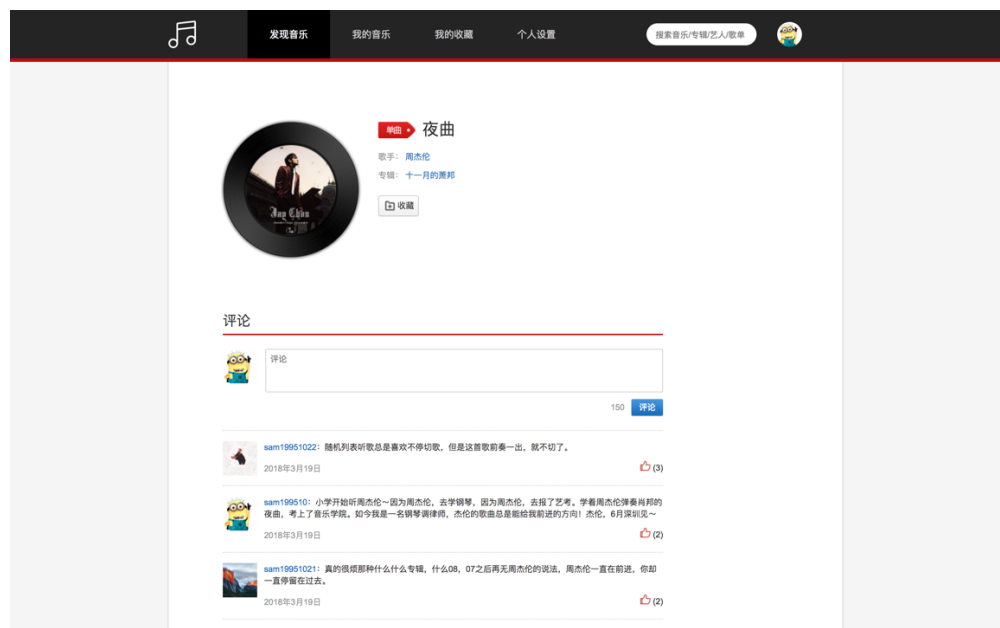 发现音乐
我的音乐
我的收藏
个人设置
搜索音乐/专辑/艺人/歌单
单曲
夜曲
歌手： 周杰伦
专辑： 十一月的萧邦
收藏
Jay Chou
评论
评论
150
评论
sam19951022：随机列表听歌总是喜欢不停切歌，但是这首歌前奏一出，就不切了。
2018年3月19日
(3)
sam199510：小学开始听周杰伦～因为周杰伦，去学钢琴，因为周杰伦，去报了艺考。学着周杰伦弹奏肖邦的
夜曲，考上了音乐学院。如今我是一名钢琴调律师，杰伦的歌曲总是能给我前进的方向！杰伦，6月深圳见～
2018年3月19日
(2)
sam19951021：真的很烦那种什么什么专辑，什么08，07之后再无周杰伦的说法，周杰伦一直在前进，你却
一直停留在过去。
2018年3月19日
(2)